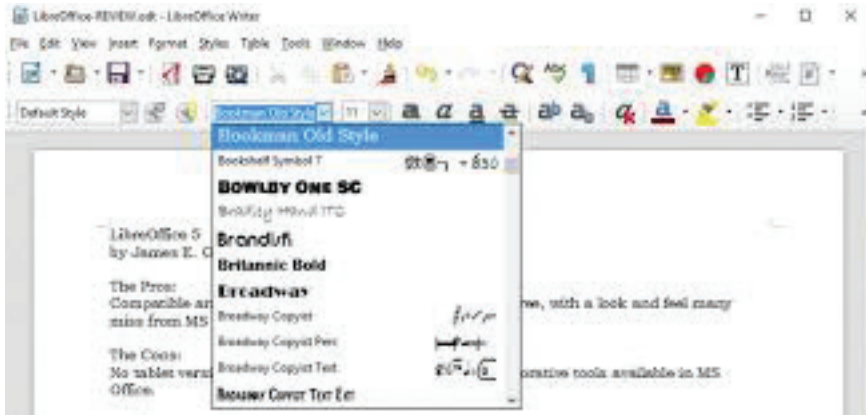 LibreOffice-REVIEW.odt - LibreOffice Writer
File Edit View Insert Format Styles Table Tools Window Help
Default Style Bookman Old Style 11
Bookman Old Style
Bookshelf Symbol 7
BOWLBY ONE SC
Bradley Hand ITC
Brandish
Britannic Bold
Broadway
Broadway Copyist
Broadway Copyist Perc
Broadway Copyist Text
Broadway Copyist Text Ext
LibreOffice 5
by James E. G
The Pros:
Compatible an ee, with a look and feel many
miss from MS
The Cons:
No tablet vers orative tools available in MS
Office.